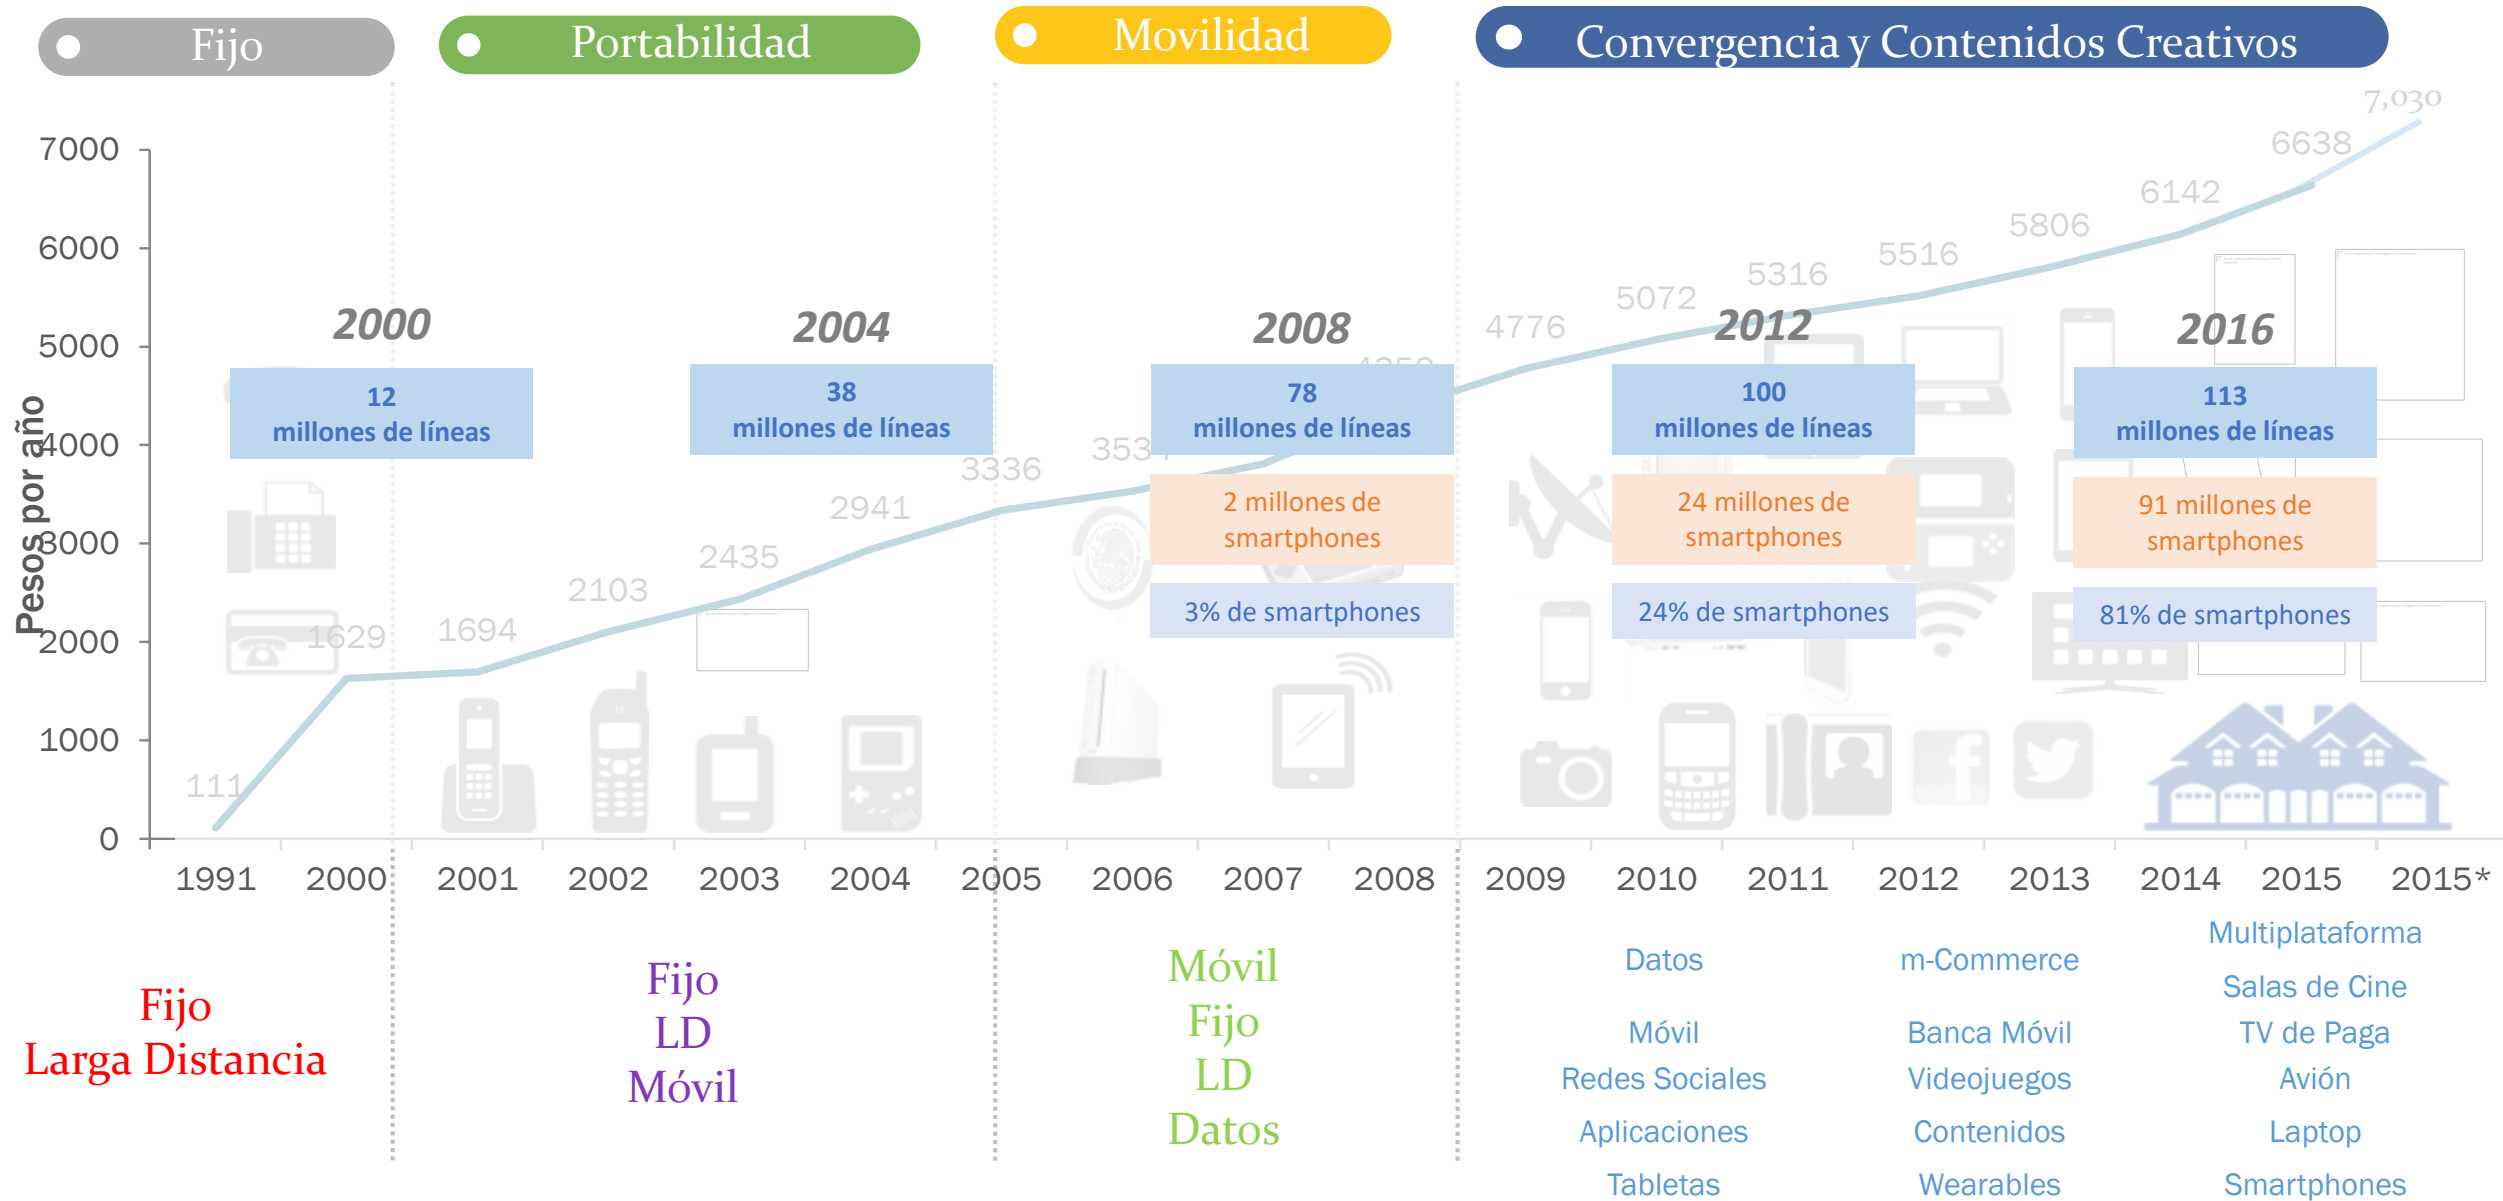 Fijo
Portabilidad
Movilidad
Convergencia y Contenidos Creativos
7,030
7000
6638
6142
6000
5806
5516
5316
5072
2000
2004
2008
2012
2016
5000
4776
12
millones de líneas
38
millones de líneas
78
millones de líneas
100
millones de líneas
113
millones de líneas
Pesos por año
4000
3336
2941
2 millones de
smartphones
24 millones de
smartphones
91 millones de
smartphones
3000
2435
2103
3% de smartphones
24% de smartphones
81% de smartphones
2000
1629
1694
1000
111
0
1991
2000
2001
2002
2003
2004
2005
2006
2007
2008
2009
2010
2011
2012
2013
2014
2015
2015*
Fijo
Larga Distancia
Fijo
LD
Móvil
Móvil
Fijo
LD
Datos
Datos
Móvil
Redes Sociales
Aplicaciones
Tabletas
m-Commerce
Banca Móvil
Videojuegos
Contenidos
Wearables
Multiplataforma
Salas de Cine
TV de Paga
Avión
Laptop
Smartphones